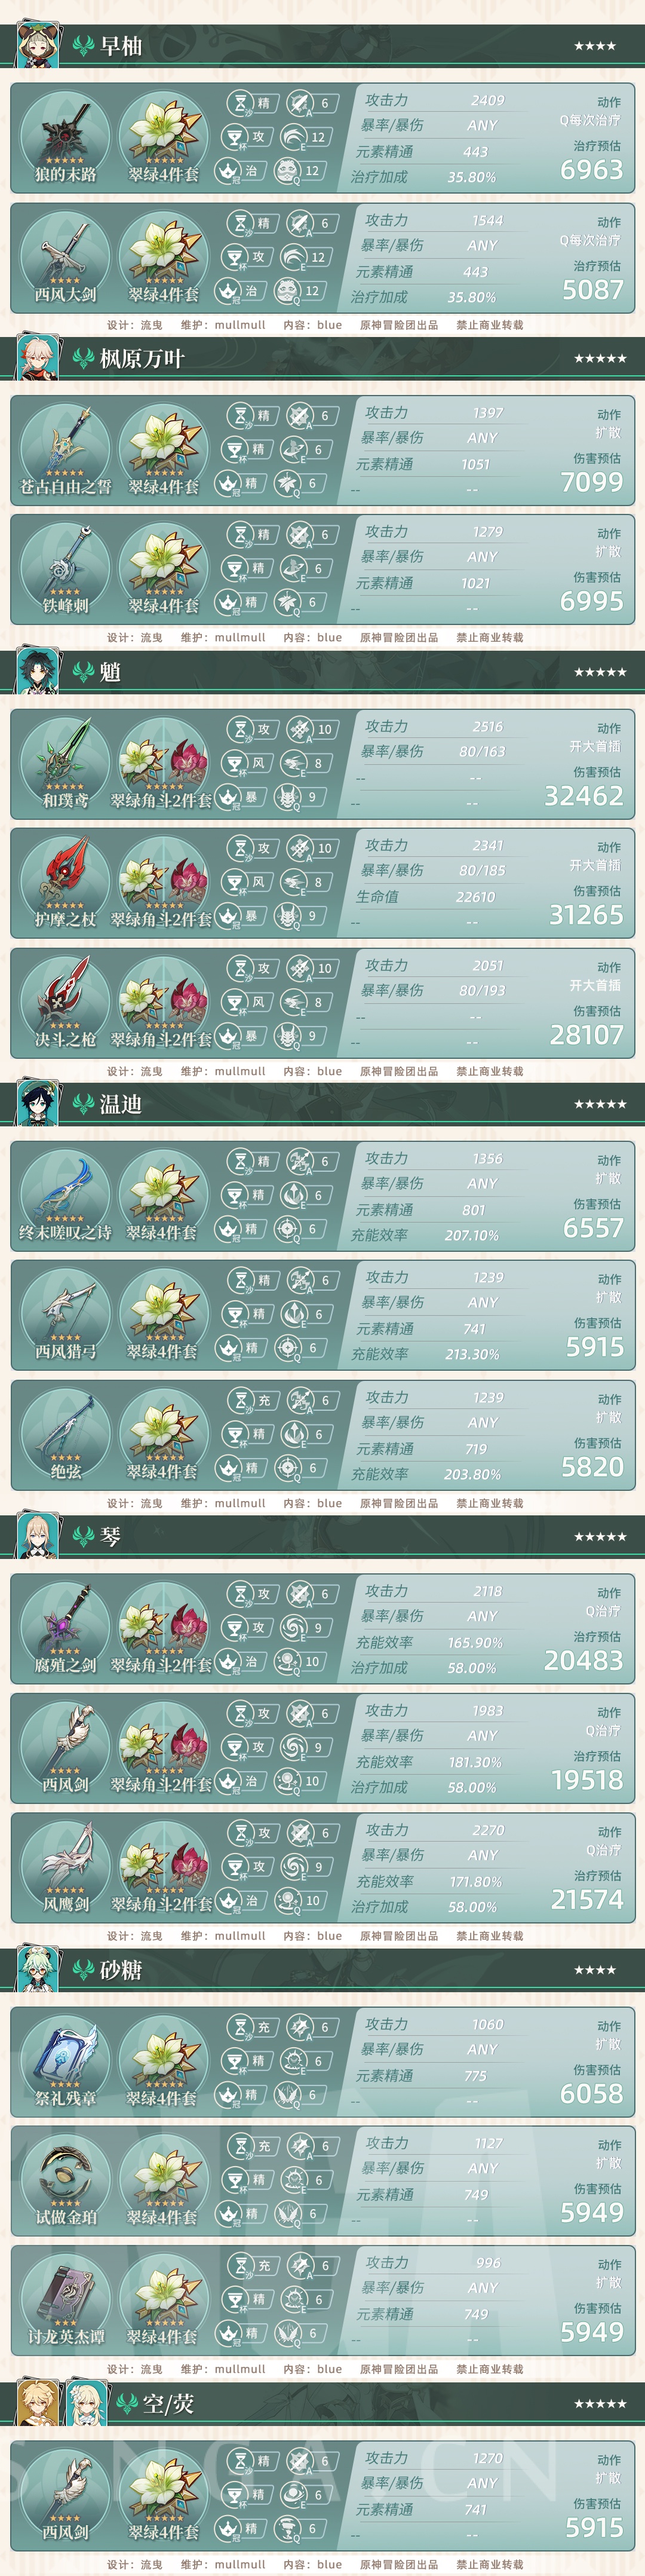 早柚
狼的末路
翠绿4件套
沙 精 A 6
杯 攻 E 12
冠 治 Q 12
攻击力 2409
暴率/暴伤 ANY
元素精通 443
治疗加成 35.80%
动作
Q每次治疗
治疗预估
6963
西风大剑
翠绿4件套
沙 精 A 6
杯 攻 E 12
冠 治 Q 12
攻击力 1544
暴率/暴伤 ANY
元素精通 443
治疗加成 35.80%
动作
Q每次治疗
治疗预估
5087
设计：流曳 维护：mullmull 内容：blue 原神冒险团出品 禁止商业转载
枫原万叶
苍古自由之誓
翠绿4件套
沙 精 A 6
杯 精 E 6
冠 精 Q 6
攻击力 1397
暴率/暴伤 ANY
元素精通 1051
-- --
动作
扩散
伤害预估
7099
铁蜂刺
翠绿4件套
沙 精 A 6
杯 精 E 6
冠 精 Q 6
攻击力 1279
暴率/暴伤 ANY
元素精通 1021
-- --
动作
扩散
伤害预估
6995
设计：流曳 维护：mullmull 内容：blue 原神冒险团出品 禁止商业转载
魈
和璞鸢
翠绿角斗2件套
沙 攻 A 10
杯 风 E 8
冠 暴 Q 9
攻击力 2516
暴率/暴伤 80/163
-- --
-- --
动作
开大首插
伤害预估
32462
护摩之杖
翠绿角斗2件套
沙 攻 A 10
杯 风 E 8
冠 暴 Q 9
攻击力 2341
暴率/暴伤 80/185
生命值 22610
-- --
动作
开大首插
伤害预估
31265
决斗之枪
翠绿角斗2件套
沙 攻 A 10
杯 风 E 8
冠 暴 Q 9
攻击力 2051
暴率/暴伤 80/193
-- --
-- --
动作
开大首插
伤害预估
28107
设计：流曳 维护：mullmull 内容：blue 原神冒险团出品 禁止商业转载
温迪
终末嗟叹之诗
翠绿4件套
沙 精 A 6
杯 精 E 6
冠 精 Q 6
攻击力 1356
暴率/暴伤 ANY
元素精通 801
充能效率 207.10%
动作
扩散
伤害预估
6557
西风猎弓
翠绿4件套
沙 精 A 6
杯 精 E 6
冠 精 Q 6
攻击力 1239
暴率/暴伤 ANY
元素精通 741
充能效率 213.30%
动作
扩散
伤害预估
5915
绝弦
翠绿4件套
沙 充 A 6
杯 精 E 6
冠 精 Q 6
攻击力 1239
暴率/暴伤 ANY
元素精通 719
充能效率 203.80%
动作
扩散
伤害预估
5820
设计：流曳 维护：mullmull 内容：blue 原神冒险团出品 禁止商业转载
琴
腐殖之剑
翠绿角斗2件套
沙 攻 A 6
杯 攻 E 9
冠 治 Q 10
攻击力 2118
暴率/暴伤 ANY
充能效率 165.90%
治疗加成 58.00%
动作
Q治疗
治疗预估
20483
西风剑
翠绿角斗2件套
沙 攻 A 6
杯 攻 E 9
冠 治 Q 10
攻击力 1983
暴率/暴伤 ANY
充能效率 181.30%
治疗加成 58.00%
动作
Q治疗
治疗预估
19518
风鹰剑
翠绿角斗2件套
沙 攻 A 6
杯 攻 E 9
冠 治 Q 10
攻击力 2270
暴率/暴伤 ANY
充能效率 171.80%
治疗加成 58.00%
动作
Q治疗
治疗预估
21574
设计：流曳 维护：mullmull 内容：blue 原神冒险团出品 禁止商业转载
砂糖
祭礼残章
翠绿4件套
沙 充 A 6
杯 精 E 6
冠 精 Q 6
攻击力 1060
暴率/暴伤 ANY
元素精通 775
-- --
动作
扩散
伤害预估
6058
试做金珀
翠绿4件套
沙 充 A 6
杯 精 E 6
冠 精 Q 6
攻击力 1127
暴率/暴伤 ANY
元素精通 749
-- --
动作
扩散
伤害预估
5949
讨龙英杰谭
翠绿4件套
沙 充 A 6
杯 精 E 6
冠 精 Q 6
攻击力 996
暴率/暴伤 ANY
元素精通 749
-- --
动作
扩散
伤害预估
5949
设计：流曳 维护：mullmull 内容：blue 原神冒险团出品 禁止商业转载
空/荧
西风剑
翠绿4件套
沙 精 A 6
杯 精 E 6
冠 精 Q 6
攻击力 1270
暴率/暴伤 ANY
元素精通 741
-- --
动作
扩散
伤害预估
5915
设计：流曳 维护：mullmull 内容：blue 原神冒险团出品 禁止商业转载